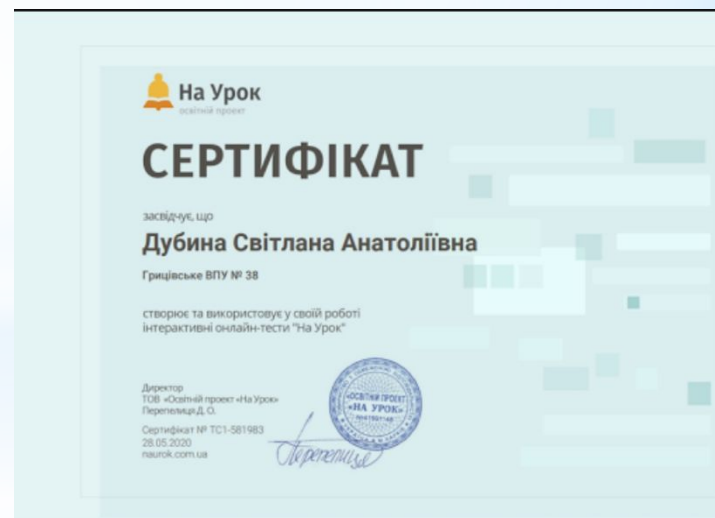 На Урок
освітній проект
СЕРТИФІКАТ
засвідчує, що
Дубина Світлана Анатоліївна
Грицівське ВПУ № 38
створює та використовує у своїй роботі
інтерактивні онлайн-тести "На Урок"
Директор
ТОВ «Освітній проект «На Урок»
Перепелиця Д. О.
Сертифікат № ТС1-581983
28.05.2020
naurok.com.ua
«ОСВІТНІЙ ПРОЕКТ
«НА УРОК»
Перепелиця